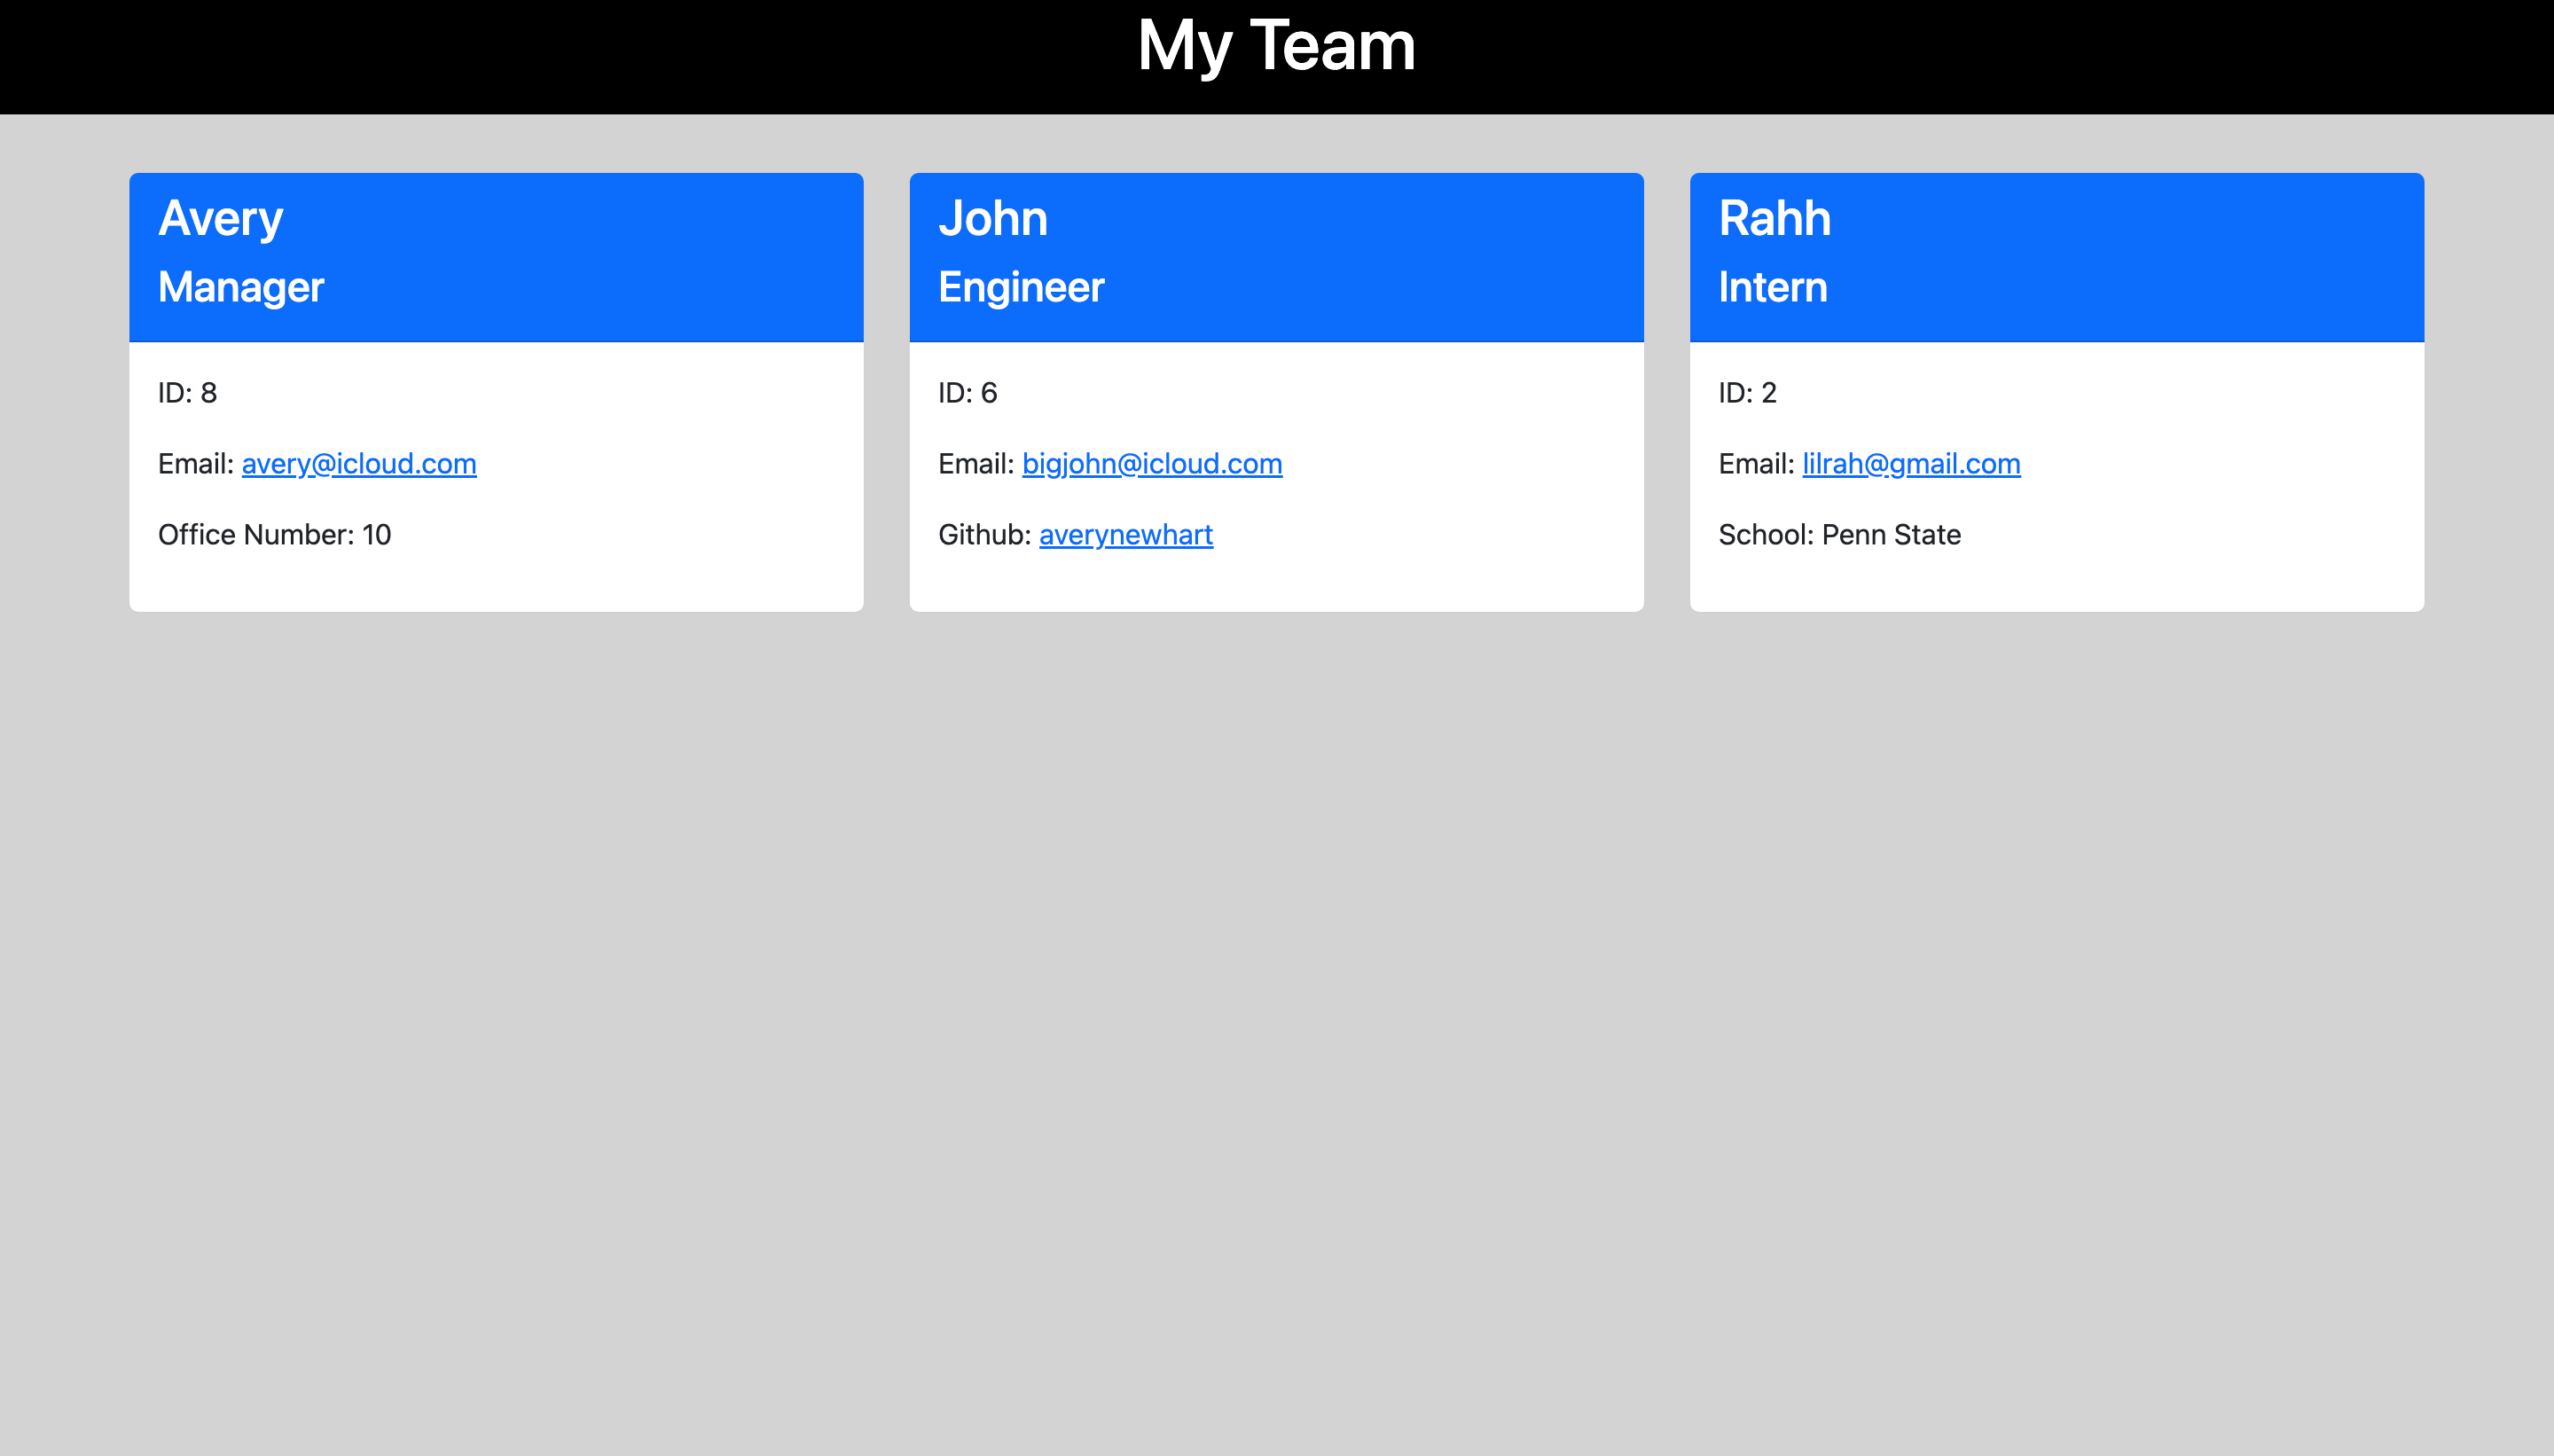 My Team
Avery
Manager
ID: 8
Email: avery@icloud.com
Office Number: 10
John
Engineer
ID: 6
Email: bigjohn@icloud.com
Github: averynewhart
Rahh
Intern
ID: 2
Email: lilrah@gmail.com
School: Penn State